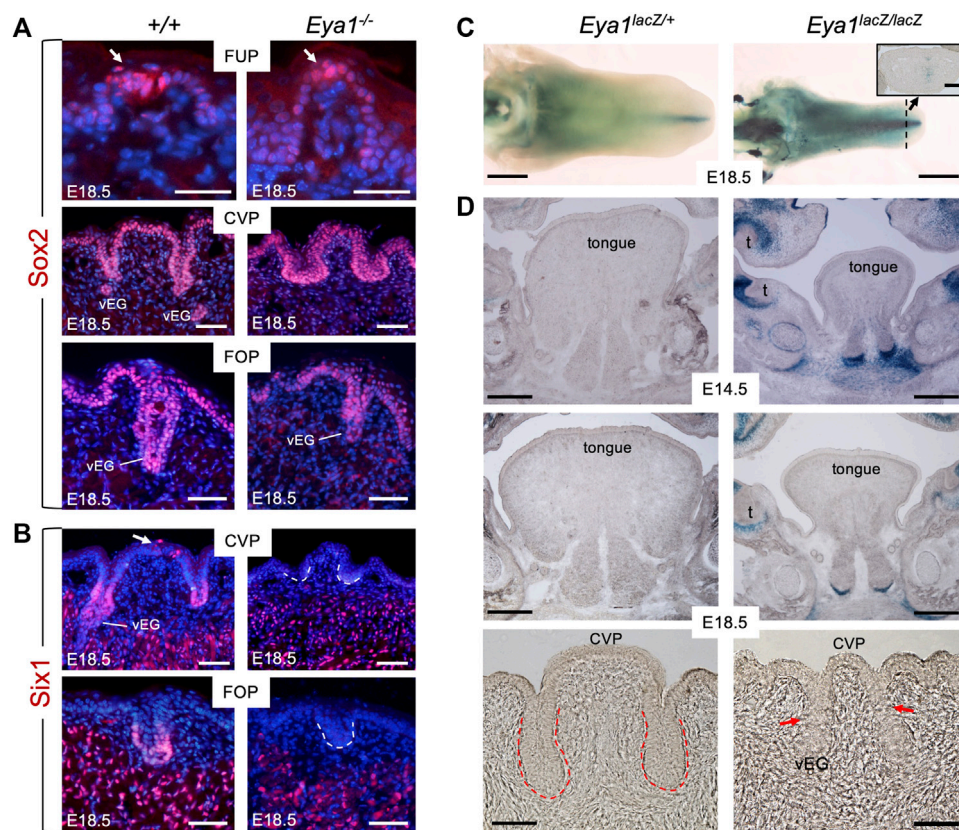 A
+/+
Eya1-/-
FUP
E18.5
E18.5
CVP
vEG
vEG
E18.5
E18.5
FOP
vEG
vEG
E18.5
E18.5
Sox2
B
CVP
vEG
E18.5
E18.5
FOP
E18.5
E18.5
Six1
C
Eya1lacZ/+
Eya1lacZ/lacZ
E18.5
D
tongue
t
t
tongue
E14.5
tongue
t
tongue
E18.5
CVP
CVP
vEG